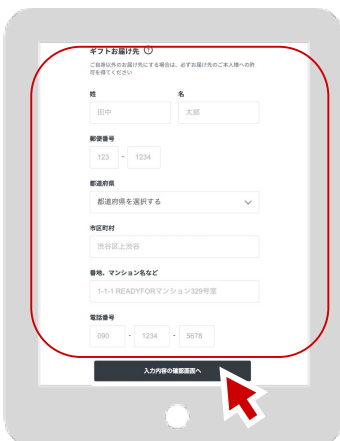 ギフトお届け先 ?
ご自身以外のお届け先にする場合は、必ずお届け先のご本人様への許
可を得てください
姓 名
田中 太郎
郵便番号
123 - 1234
都道府県
都道府県を選択する
市区町村
渋谷区上渋谷
番地、マンション名など
1-1-1 READYFORマンション329号室
電話番号
090 - 1234 - 5678
入力内容の確認画面へ